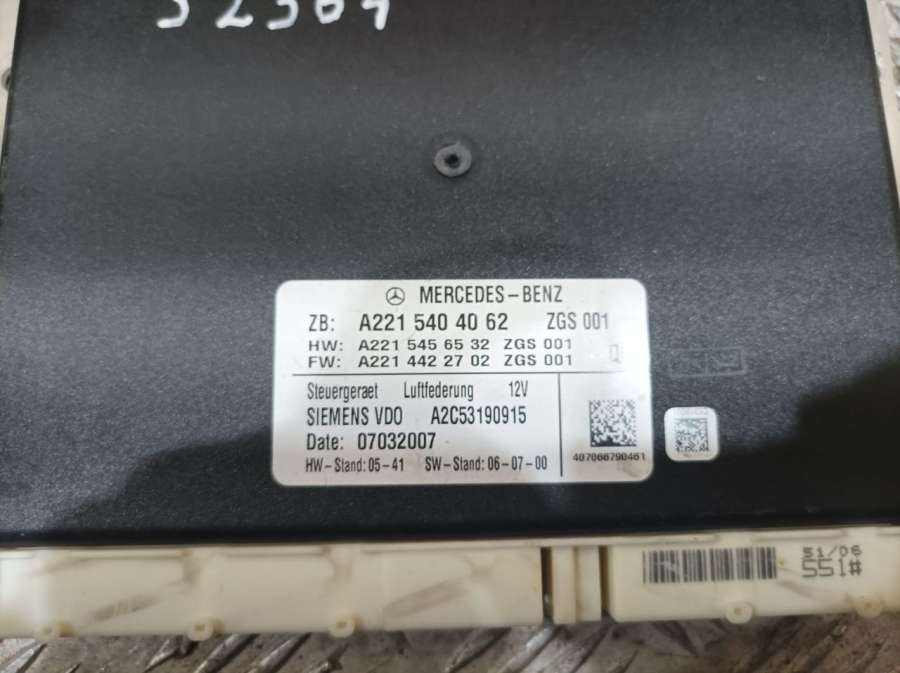 MERCEDES-BENZ
ZB: A221 540 40 62 ZGS 001
HW: A221 545 65 32 ZGS 001
FW: A221 442 27 02 ZGS 001
Steuergeraet Luftfederung 12V
SIEMENS VDO A2C53190915
Date: 07032007
HW-Stand: 05-41 SW-Stand: 06-07-00
407066790461
51/06
551#